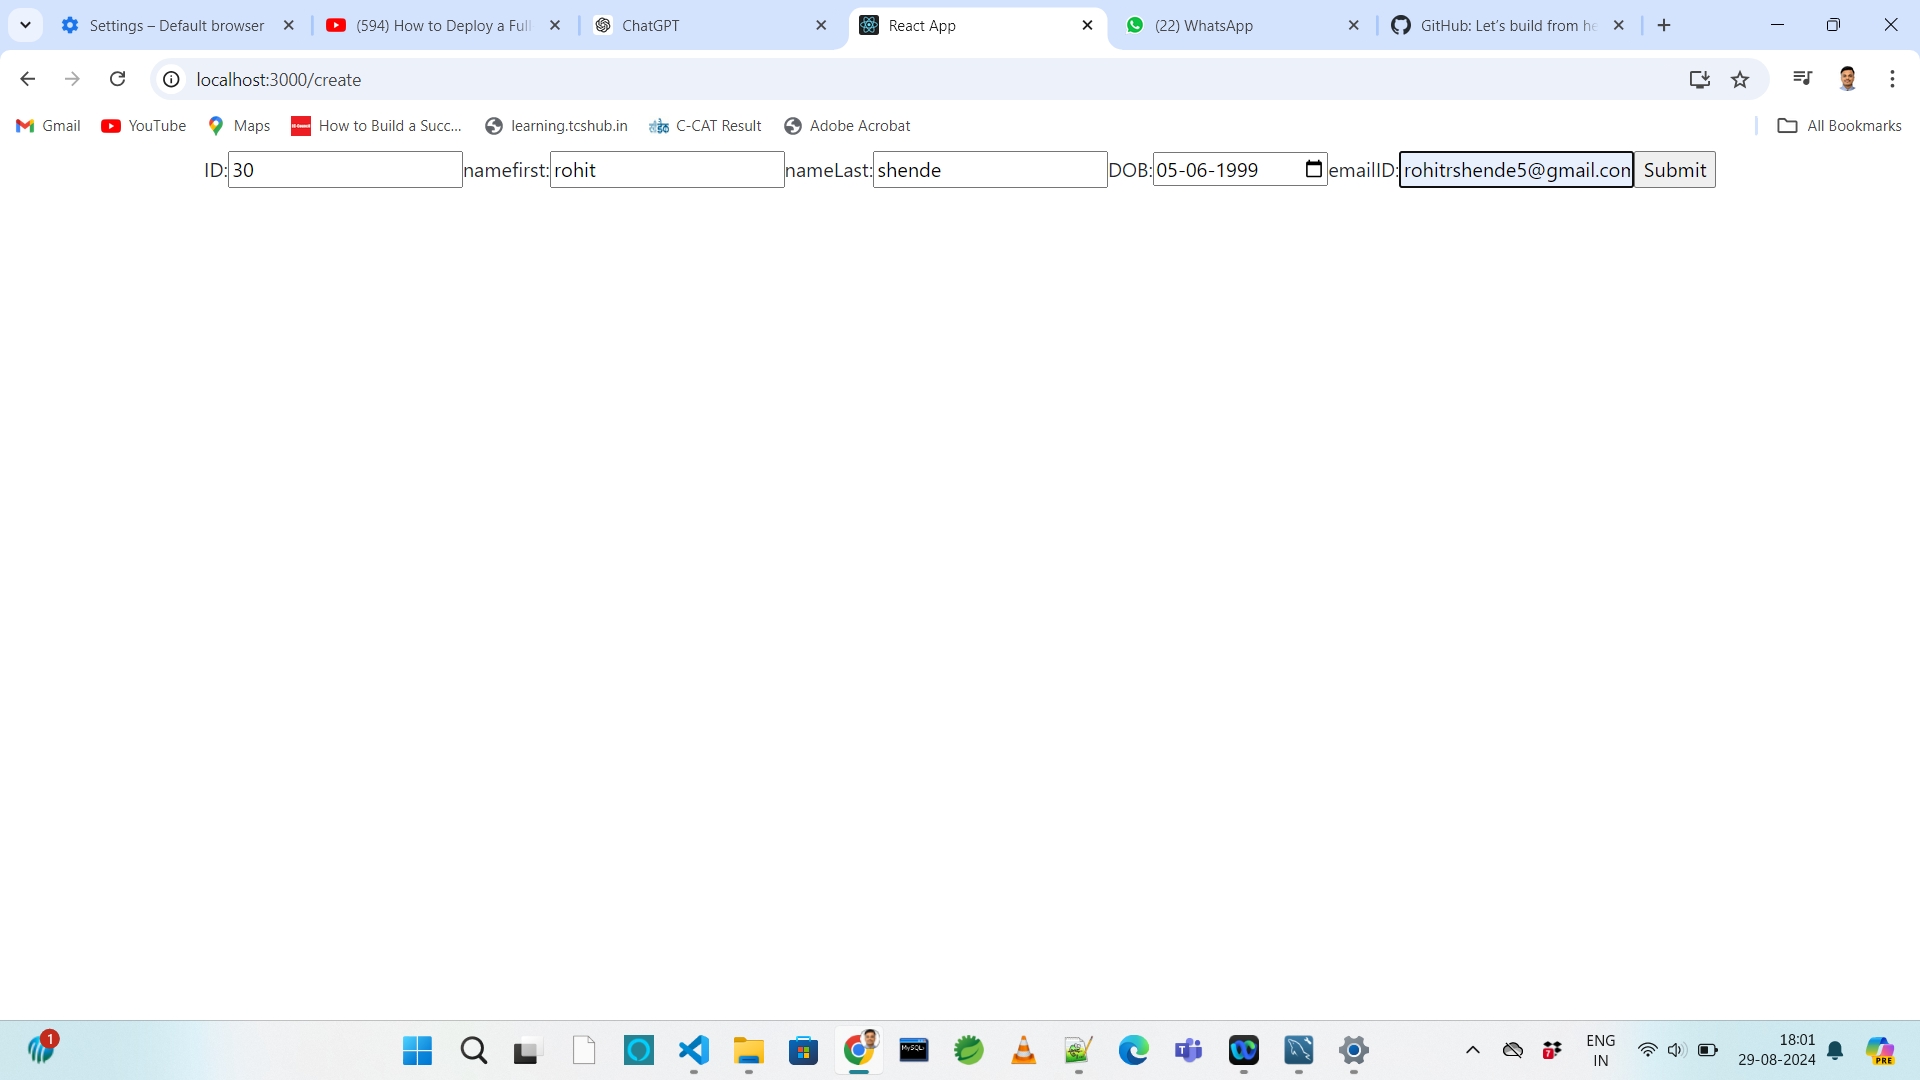 Settings – Default browser
(594) How to Deploy a Full
ChatGPT
React App
(22) WhatsApp
GitHub: Let's build from he
localhost:3000/create
Gmail
YouTube
Maps
How to Build a Succ...
learning.tcshub.in
C-CAT Result
Adobe Acrobat
All Bookmarks
ID: 30 namefirst: rohit nameLast: shende DOB: 05-06-1999 emailID: rohitrshende5@gmail.con Submit
1
MySQL
7
ENG
IN
18:01
29-08-2024
PRE